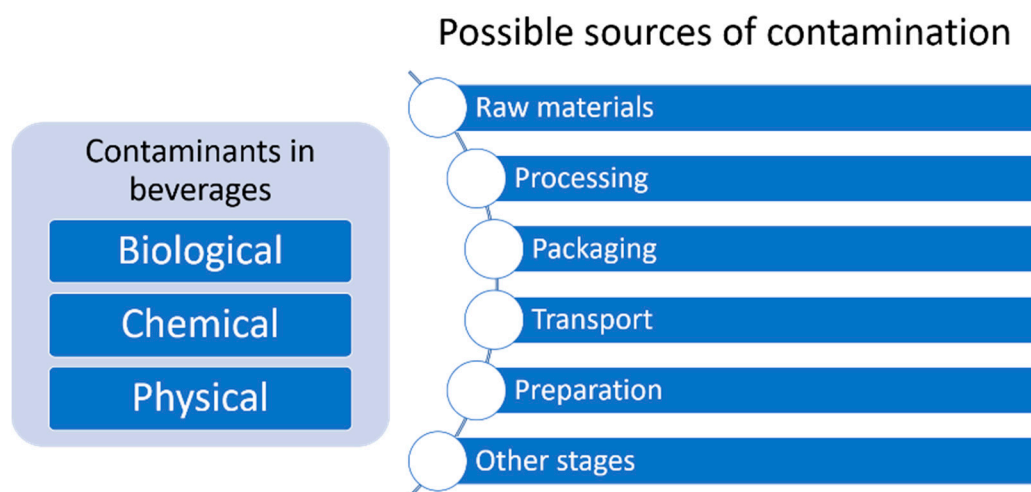 Possible sources of contamination
Contaminants in
beverages
Biological
Chemical
Physical
Raw materials
Processing
Packaging
Transport
Preparation
Other stages